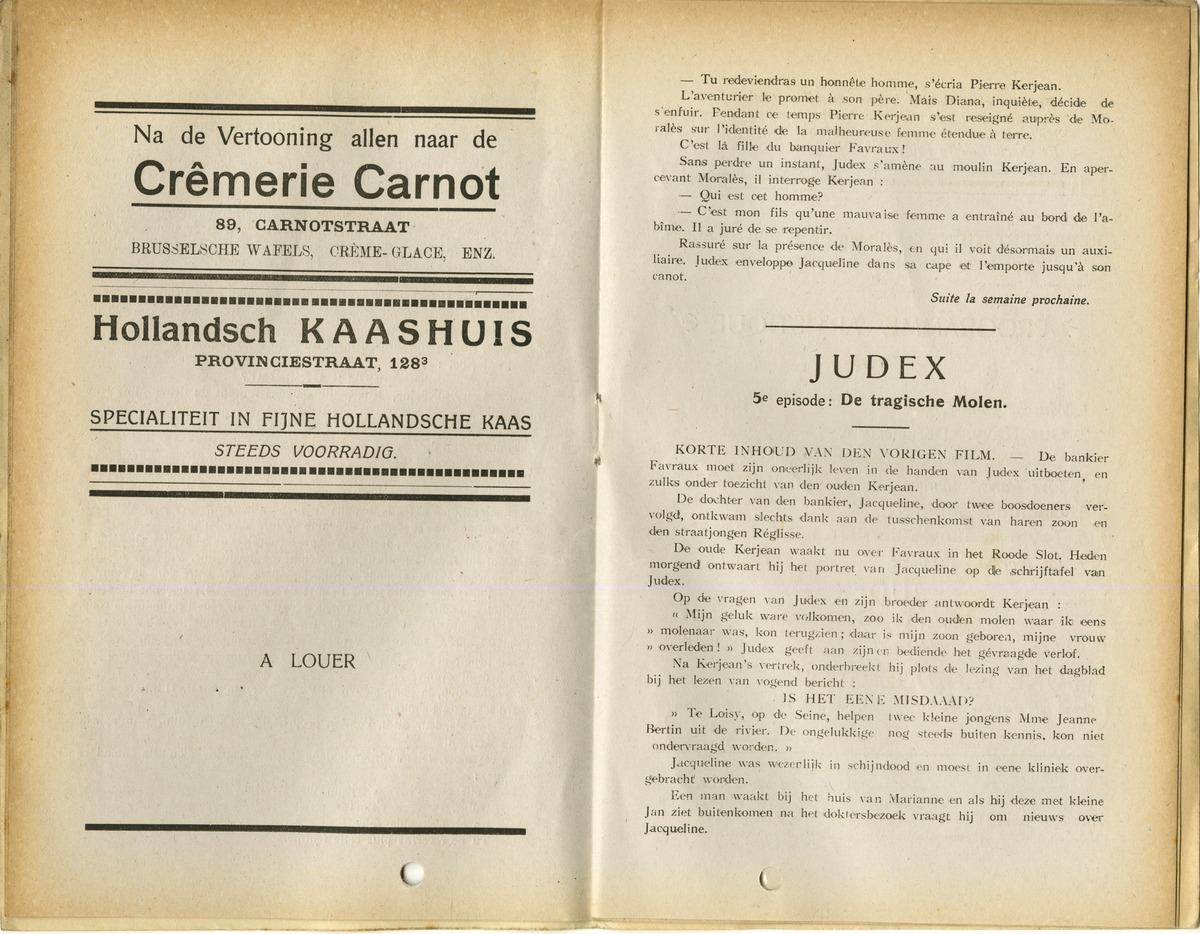 Na de Vertooning allen naar de
Crêmerie Carnot
89, CARNOTSTRAAT
BRUSSELSCHE WAFELS, CRÈME-GLACE, ENZ.
Hollandsch KAASHUIS
PROVINCIESTRAAT, 128³
SPECIALITEIT IN FIJNE HOLLANDSCHE KAAS
STEEDS VOORRADIG.
A LOUER
— Tu redeviendras un honnête homme, s'écria Pierre Kerjean.
L'aventurier le promet à son père. Mais Diana, inquiète, décide de
s'enfuir. Pendant ce temps Pierre Kerjean s'est reseigné auprès de Mo-
ralès sur l'identité de la malheureuse femme étendue à terre.
C'est la fille du banquier Favraux!
Sans perdre un instant, Judex s'amène au moulin Kerjean. En aper-
cevant Moralès, il interroge Kerjean :
— Qui est cet homme?
— C'est mon fils qu'une mauvaise femme a entraîné au bord de l'a-
bîme. Il a juré de se repentir.
Rassuré sur la présence de Moralès, en qui il voit désormais un auxi-
liaire. Judex enveloppe Jacqueline dans sa cape et l'emporte jusqu'à son
canot.
Suite la semaine prochaine.
JUDEX
5e episode: De tragische Molen.
KORTE INHOUD VAN DEN VORIGEN FILM. — De bankier
Favraux moet zijn oneerlijk leven in de handen van Judex uitboeten, en
zulks onder toezicht van den ouden Kerjean.
De dochter van den bankier, Jacqueline, door twee boosdoeners ver-
volgd, ontkwam slechts dank aan de tusschenkomst van haren zoon en
den straatjongen Réglisse.
De oude Kerjean waakt nu over Favraux in het Roode Slot. Heden
morgend ontwaart hij het portret van Jacqueline op de schrijftafel van
Judex.
Op de vragen van Judex en zijn broeder antwoordt Kerjean :
« Mijn geluk ware volkomen, zoo ik den ouden molen waar ik eens
» molenaar was, kon terugzien; daar is mijn zoon geboren, mijne vrouw
» overleden! » Judex geeft aan zijnen bediende het gévraagde verlof.
Na Kerjean's vertrek, onderbreekt hij plots de lezing van het dagblad
bij het lezen van vogend bericht :
IS HET EENE MISDAAAD?
» Te Loisy, op de Seine, helpen twee kleine jongens Mme Jeanne
Bertin uit de rivier. De ongelukkige nog steeds buiten kennis, kon niet
ondervraagd worden. »
Jacqueline was wezerlijk in schijndood en moest in eene kliniek over-
gebracht worden.
Een man waakt bij het huis van Marianne en als hij deze met kleine
Jan ziet buitenkomen na het doktersbezoek vraagt hij om nieuws over
Jacqueline.